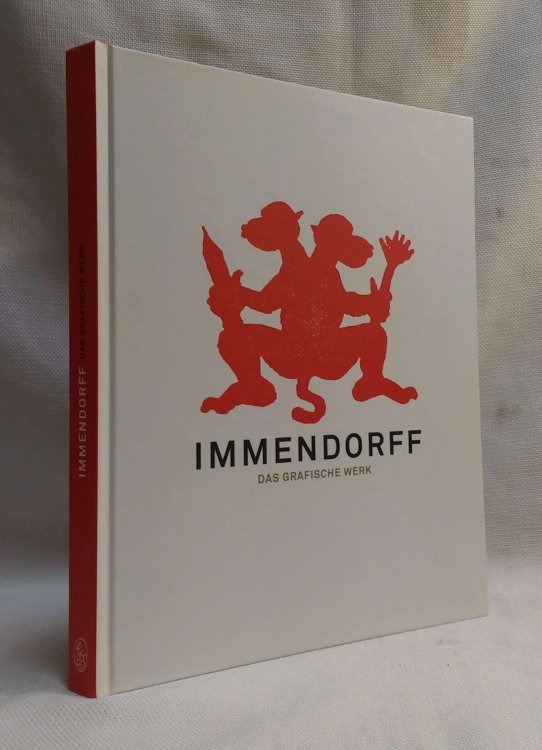 IMMENDORFF
DAS GRAFISCHE WERK
IMMENDORFF DAS GRAFISCHE WERK